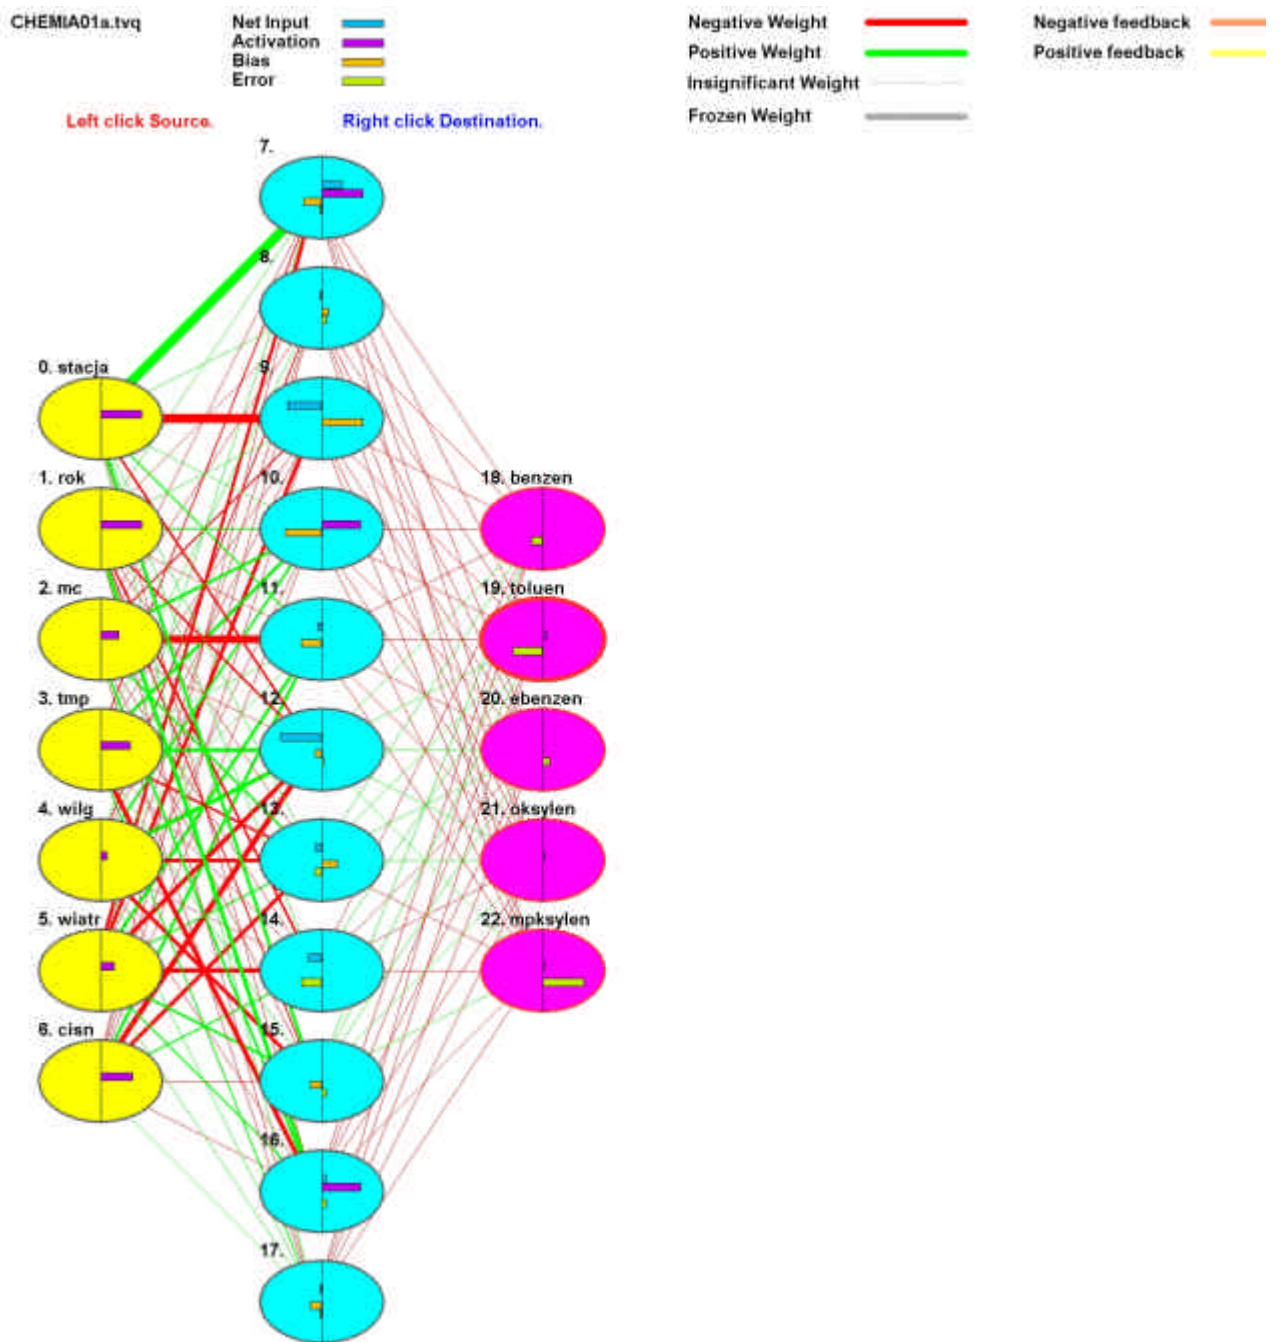 CHEMIA01a.tvq
Net Input
Activation
Bias
Error
Negative Weight
Positive Weight
Insignificant Weight
Frozen Weight
Negative feedback
Positive feedback
Left click Source.
Right click Destination.
7.
8.
0. stacja
9.
1. rok
10.
18. benzen
2. mc
11.
19. toluen
3. tmp
12.
20. ebenzen
4. wilg
13.
21. oksylen
5. wiatr
14.
22. mpksylen
6. cisn
15.
16.
17.